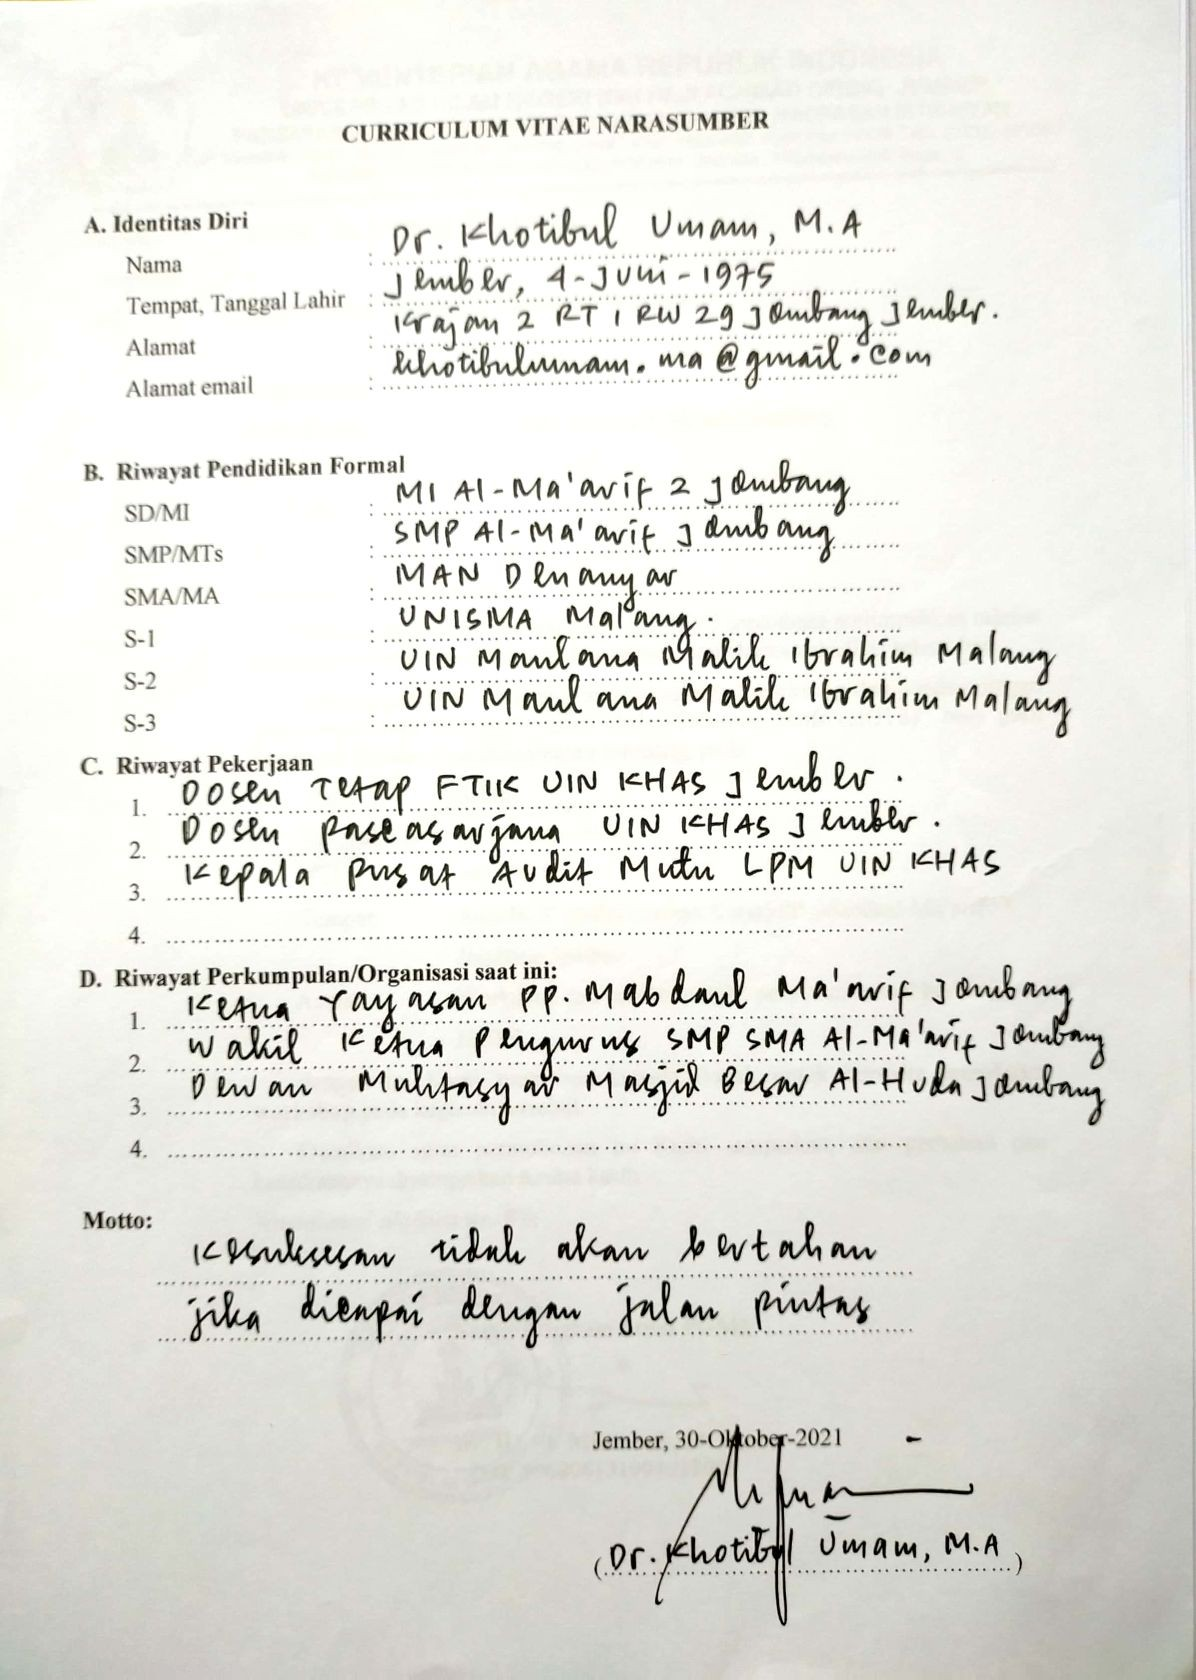 CURRICULUM VITAE NARASUMBER
A. Identitas Diri
Nama : Dr. Khotibul Umam, M.A
Tempat, Tanggal Lahir : Jember, 4-Juni-1975
Alamat : Krajan 2 RT 1 RW 29 Jombang Jember.
Alamat email : khotibulumam.ma@gmail.com
B. Riwayat Pendidikan Formal
SD/MI : MI Al-Ma'arif 2 Jombang
SMP/MTs : SMP Al-Ma'arif Jombang
SMA/MA : MAN Denanyar
S-1 : UNISMA Malang.
S-2 : UIN Maulana Malik Ibrahim Malang
S-3 : UIN Maulana Malik Ibrahim Malang
C. Riwayat Pekerjaan
1. Dosen Tetap FTIK UIN KHAS Jember.
2. Dosen Pascasarjana UIN KHAS Jember.
3. Kepala Pusat Audit Mutu LPM UIN KHAS
4.
D. Riwayat Perkumpulan/Organisasi saat ini:
1. Ketua Yayasan PP. Mabdaul Ma'arif Jombang
2. Wakil Ketua Pengurus SMP SMA Al-Ma'arif Jombang
3. Dewan Muhtasyar Masjid Besar Al-Huda Jombang
4.
Motto:
Kesuksesan tidak akan bertahan
jika dicapai dengan jalan pintas
Jember, 30-Oktober-2021
(Dr. Khotibul Umam, M.A)